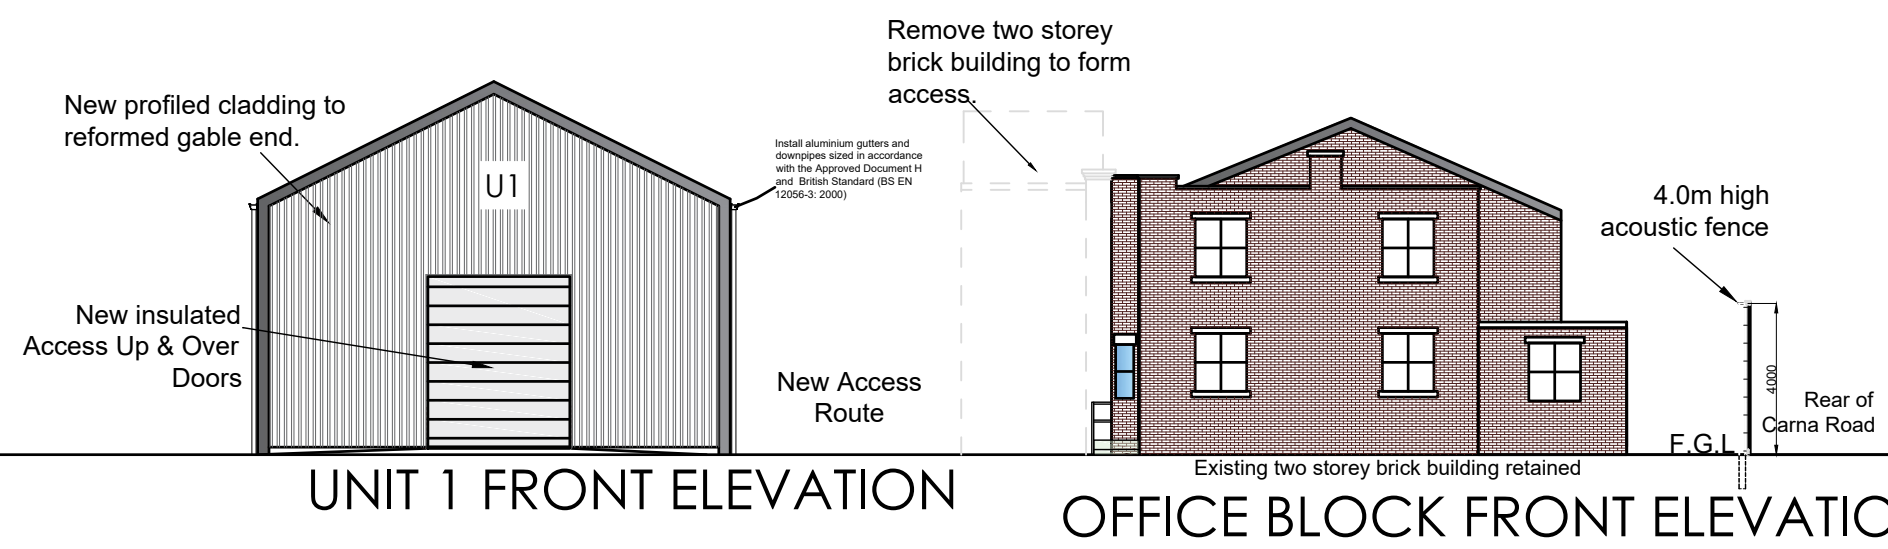 Remove two storey
brick building to form
access.
New profiled cladding to
reformed gable end.
Install aluminium gutters and
downpipes sized in accordance
with the Approved Document H
and British Standard (BS EN
12056-3: 2000)
U1
4.0m high
acoustic fence
New insulated
Access Up & Over
Doors
New Access
Route
4000
Rear of
Carna Road
F.G.L
Existing two storey brick building retained
UNIT 1 FRONT ELEVATION
OFFICE BLOCK FRONT ELEVATIO